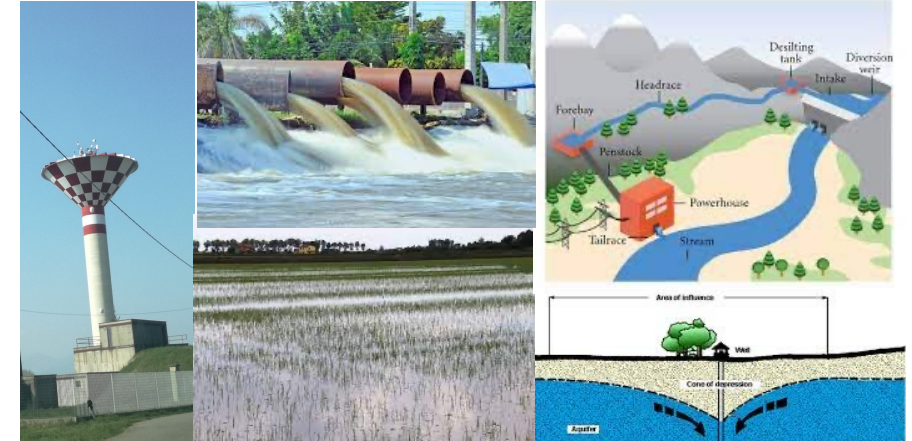 Desilting
tank
Diversion
weir
Intake
Headrace
Forebay
Penstock
Powerhouse
Tailrace
Stream
Area of influence
Well
Cone of depression
Aquifer